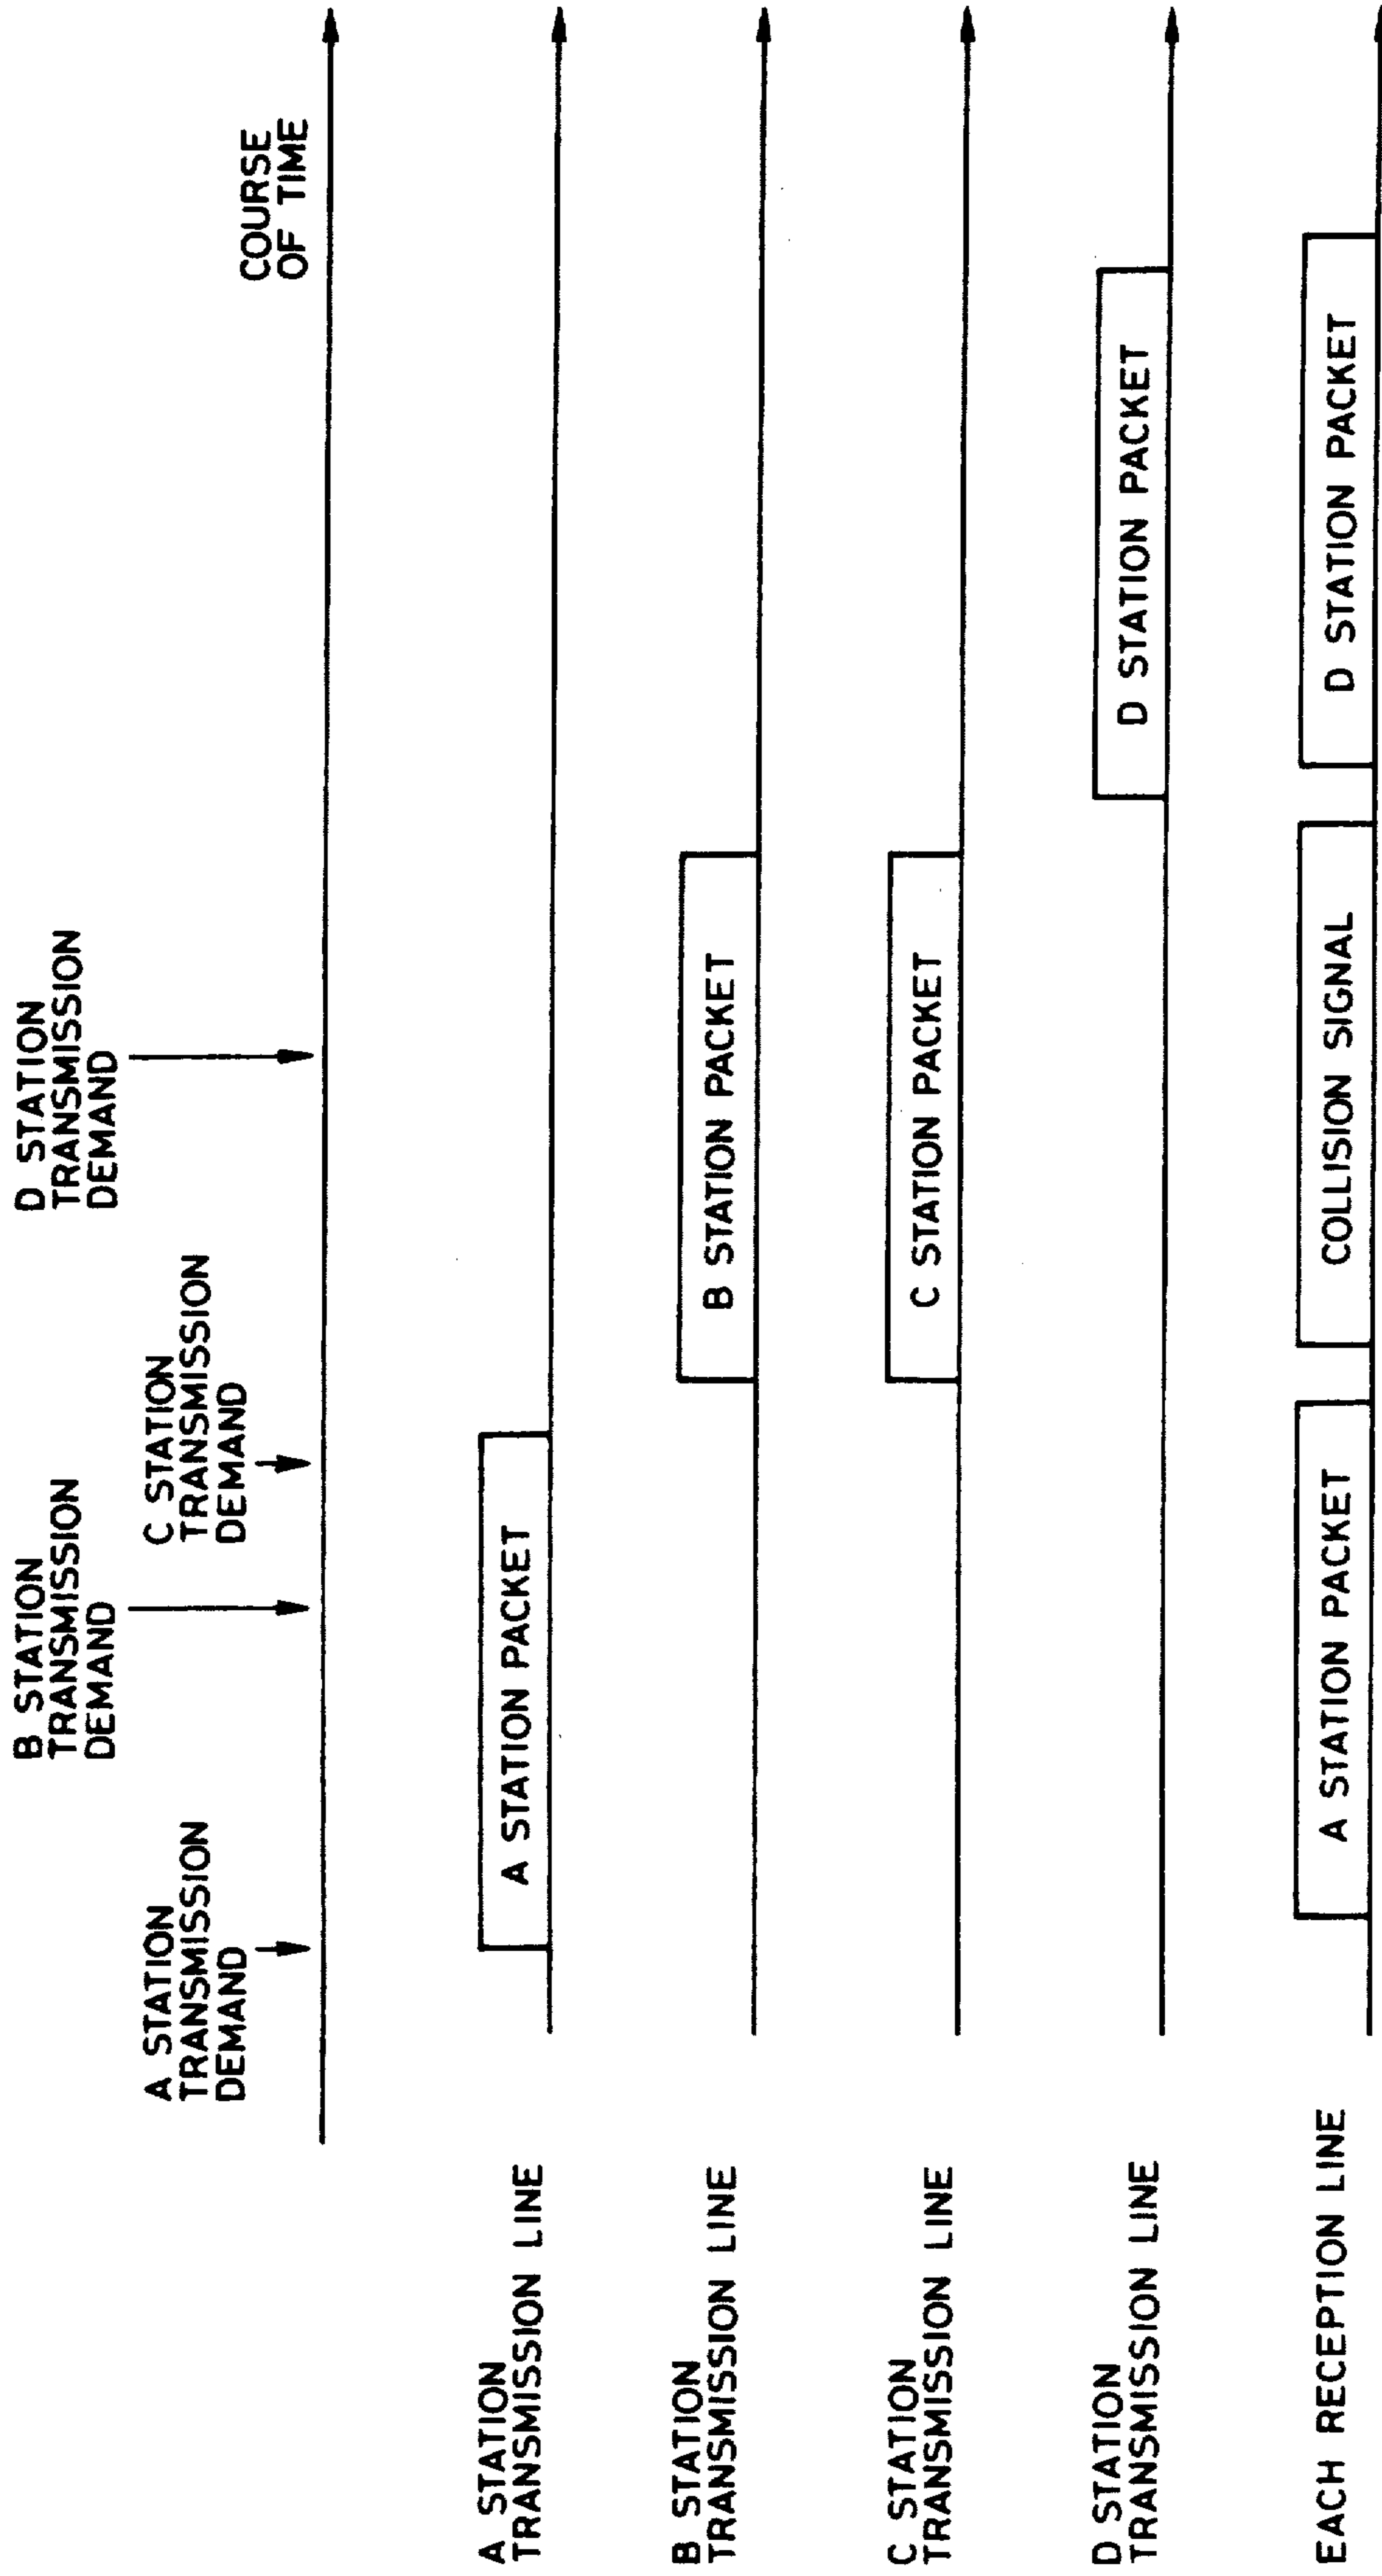 A STATION
TRANSMISSION
DEMAND
B STATION
TRANSMISSION
DEMAND
C STATION
TRANSMISSION
DEMAND
D STATION
TRANSMISSION
DEMAND
COURSE
OF TIME
A STATION
TRANSMISSION LINE
A STATION PACKET
B STATION
TRANSMISSION LINE
B STATION PACKET
C STATION
TRANSMISSION LINE
C STATION PACKET
D STATION
TRANSMISSION LINE
D STATION PACKET
EACH RECEPTION LINE
A STATION PACKET
COLLISION SIGNAL
D STATION PACKET